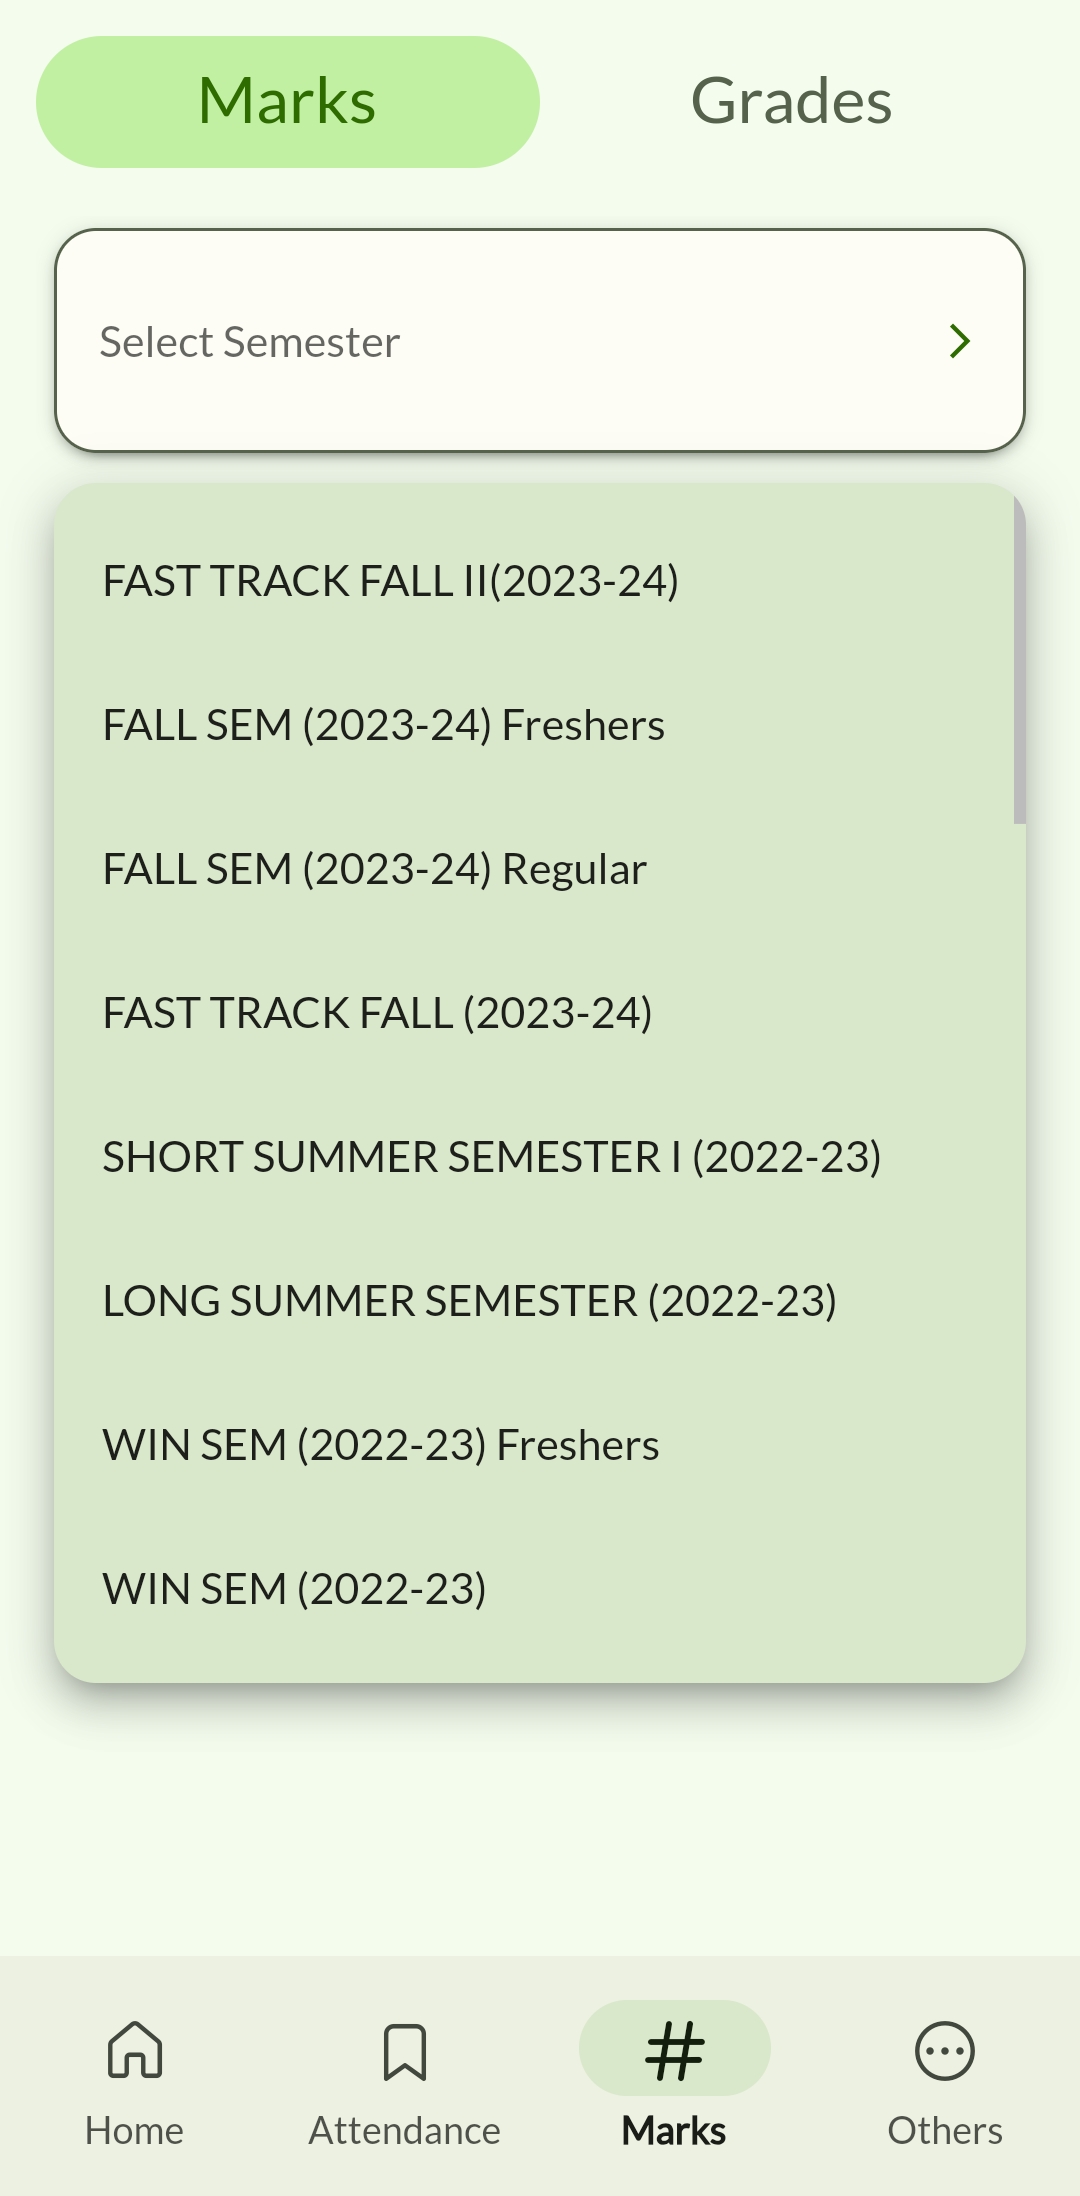 Marks
Grades
Select Semester
FAST TRACK FALL II(2023-24)
FALL SEM (2023-24) Freshers
FALL SEM (2023-24) Regular
FAST TRACK FALL (2023-24)
SHORT SUMMER SEMESTER I (2022-23)
LONG SUMMER SEMESTER (2022-23)
WIN SEM (2022-23) Freshers
WIN SEM (2022-23)
Home
Attendance
Marks
Others